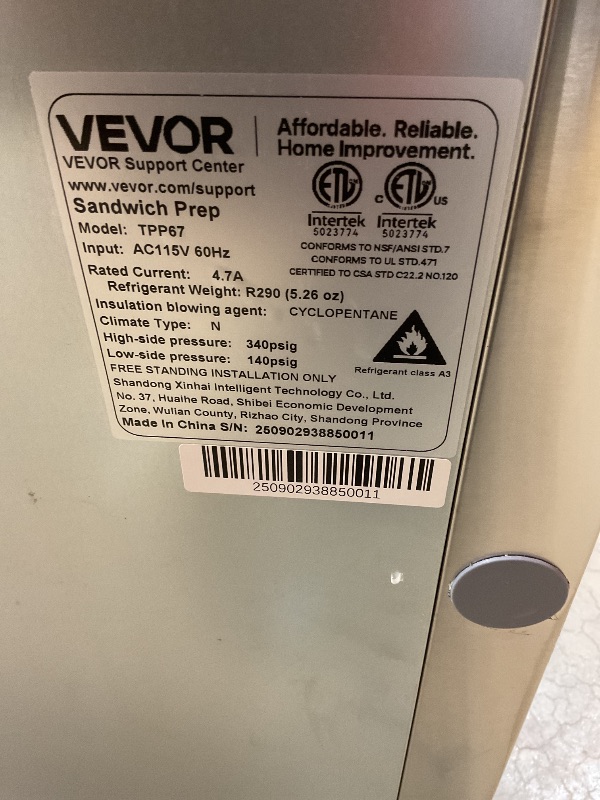 VEVOR
Affordable. Reliable.
Home Improvement.
VEVOR Support Center
www.vevor.com/support
Sandwich Prep
Model: TPP67
Input: AC115V 60Hz
Rated Current: 4.7A
Refrigerant Weight: R290 (5.26 oz)
Insulation blowing agent: CYCLOPENTANE
Climate Type: N
High-side pressure: 340psig
Low-side pressure: 140psig
FREE STANDING INSTALLATION ONLY
Shandong Xinhai Intelligent Technology Co., Ltd.
No. 37, Huaihe Road, Shibei Economic Development
Zone, Wulian County, Rizhao City, Shandong Province
Made In China S/N: 250902938850011
ETL
Intertek
5023774
c ETL US
Intertek
5023774
CONFORMS TO NSF/ANSI STD.7
CONFORMS TO UL STD.471
CERTIFIED TO CSA STD C22.2 NO.120
Refrigerant class A3
250902938850011